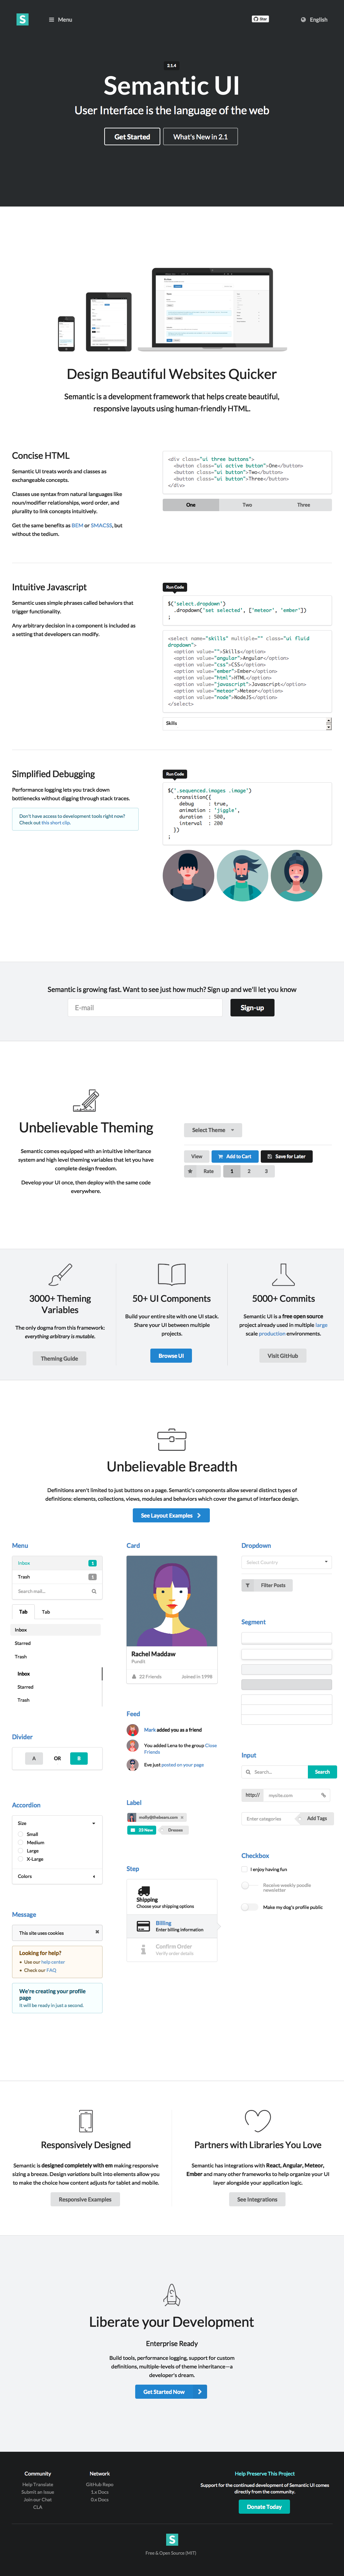 S
Menu
Star
English
2.1.4
Semantic UI
User Interface is the language of the web
Get Started
What's New in 2.1
Design Beautiful Websites Quicker
Semantic is a development framework that helps create beautiful,
responsive layouts using human-friendly HTML.
Concise HTML
Semantic UI treats words and classes as
exchangeable concepts.
Classes use syntax from natural languages like
noun/modifier relationships, word order, and
plurality to link concepts intuitively.
Get the same benefits as BEM or SMACSS, but
without the tedium.
<div class="ui three buttons">
<button class="ui active button">One</button>
<button class="ui button">Two</button>
<button class="ui button">Three</button>
</div>
One
Two
Three
Intuitive Javascript
Semantic uses simple phrases called behaviors that
trigger functionality.
Any arbitrary decision in a component is included as
a setting that developers can modify.
Run Code
$('select.dropdown')
.dropdown('set selected', ['meteor', 'ember'])
;
<select name="skills" multiple="" class="ui fluid
dropdown">
<option value="">Skills</option>
<option value="angular">Angular</option>
<option value="css">CSS</option>
<option value="ember">Ember</option>
<option value="html">HTML</option>
<option value="javascript">Javascript</option>
<option value="meteor">Meteor</option>
<option value="node">NodeJS</option>
</select>
Skills
Simplified Debugging
Performance logging lets you track down
bottlenecks without digging through stack traces.
Don't have access to development tools right now?
Check out this short clip.
Run Code
$('.sequenced.images .image')
.transition({
debug : true,
animation : 'jiggle',
duration : 500,
interval : 200
})
;
Semantic is growing fast. Want to see just how much? Sign up and we'll let you know
E-mail
Sign-up
Unbelievable Theming
Semantic comes equipped with an intuitive inheritance
system and high level theming variables that let you have
complete design freedom.
Develop your UI once, then deploy with the same code
everywhere.
Select Theme
View
Add to Cart
Save for Later
Rate
1
2
3
3000+ Theming
Variables
The only dogma from this framework:
everything arbitrary is mutable.
Theming Guide
50+ UI Components
Build your entire site with one UI stack.
Share your UI between multiple
projects.
Browse UI
5000+ Commits
Semantic UI is a free open source
project already used in multiple large
scale production environments.
Visit GitHub
Unbelievable Breadth
Definitions aren't limited to just buttons on a page. Semantic's components allow several distinct types of
definitions: elements, collections, views, modules and behaviors which cover the gamut of interface design.
See Layout Examples
Menu
Inbox
1
Trash
1
Search mail...
Tab
Tab
Inbox
Starred
Trash
Inbox
Starred
Trash
Divider
A
OR
B
Accordion
Size
Small
Medium
Large
X-Large
Colors
Message
This site uses cookies
Looking for help?
Use our help center
Check our FAQ
We're creating your profile
page
It will be ready in just a second.
Card
Rachel Maddaw
Pundit
22 Friends
Joined in 1998
Feed
Mark added you as a friend
You added Lena to the group Close
Friends
Eve just posted on your page
Label
molly@thebears.com
23 New
Dresses
Step
Shipping
Choose your shipping options
Billing
Enter billing information
Confirm Order
Verify order details
Dropdown
Select Country
Filter Posts
Segment
Input
Search...
Search
http://
mysite.com
Enter categories
Add Tags
Checkbox
I enjoy having fun
Receive weekly poodle
newsletter
Make my dog's profile public
Responsively Designed
Semantic is designed completely with em making responsive
sizing a breeze. Design variations built into elements allow you
to make the choice how content adjusts for tablet and mobile.
Responsive Examples
Partners with Libraries You Love
Semantic has integrations with React, Angular, Meteor,
Ember and many other frameworks to help organize your UI
layer alongside your application logic.
See Integrations
Liberate your Development
Enterprise Ready
Build tools, performance logging, support for custom
definitions, multiple-levels of theme inheritance—a
developer's dream.
Get Started Now
Community
Help Translate
Submit an Issue
Join our Chat
CLA
Network
GitHub Repo
1.x Docs
0.x Docs
Help Preserve This Project
Support for the continued development of Semantic UI comes
directly from the community.
Donate Today
S
Free & Open Source (MIT)